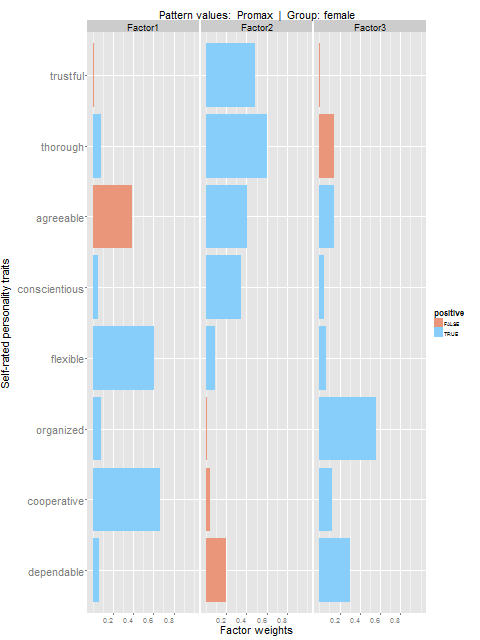 Pattern values: Promax | Group: female
Factor1 Factor2 Factor3
trustful
thorough
agreeable
conscientious
flexible
organized
cooperative
dependable
Self-rated personality traits
0.2 0.4 0.6 0.8 0.2 0.4 0.6 0.8 0.2 0.4 0.6 0.8
Factor weights
positive
FALSE
TRUE